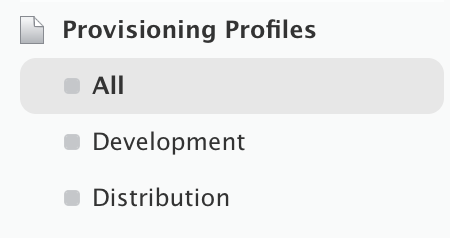 Provisioning Profiles
All
Development
Distribution